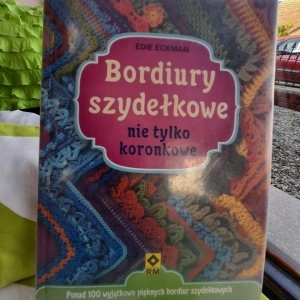 EDIE ECKMAN
Bordiury
szydełkowe
nie tylko
koronkowe
RM
Ponad 100 wyjątkowo pięknych bordiur szydełkowych